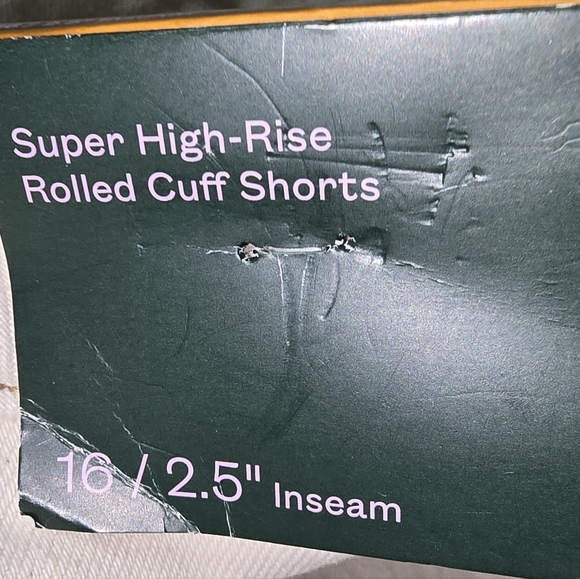 Super High-Rise
Rolled Cuff Shorts
16 / 2.5" Inseam